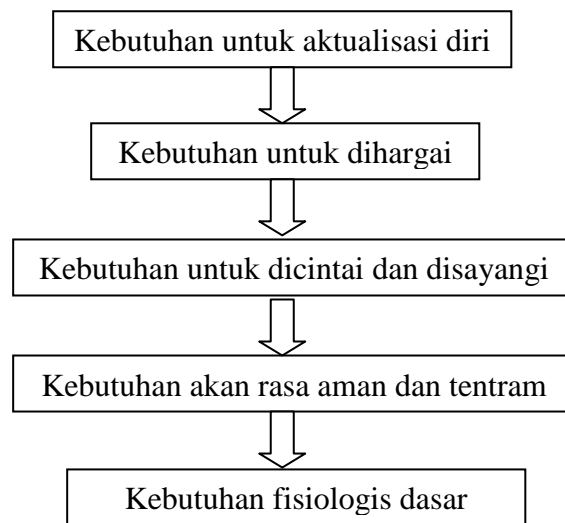 Kebutuhan untuk aktualisasi diri
Kebutuhan untuk dihargai
Kebutuhan untuk dicintai dan disayangi
Kebutuhan akan rasa aman dan tentram
Kebutuhan fisiologis dasar